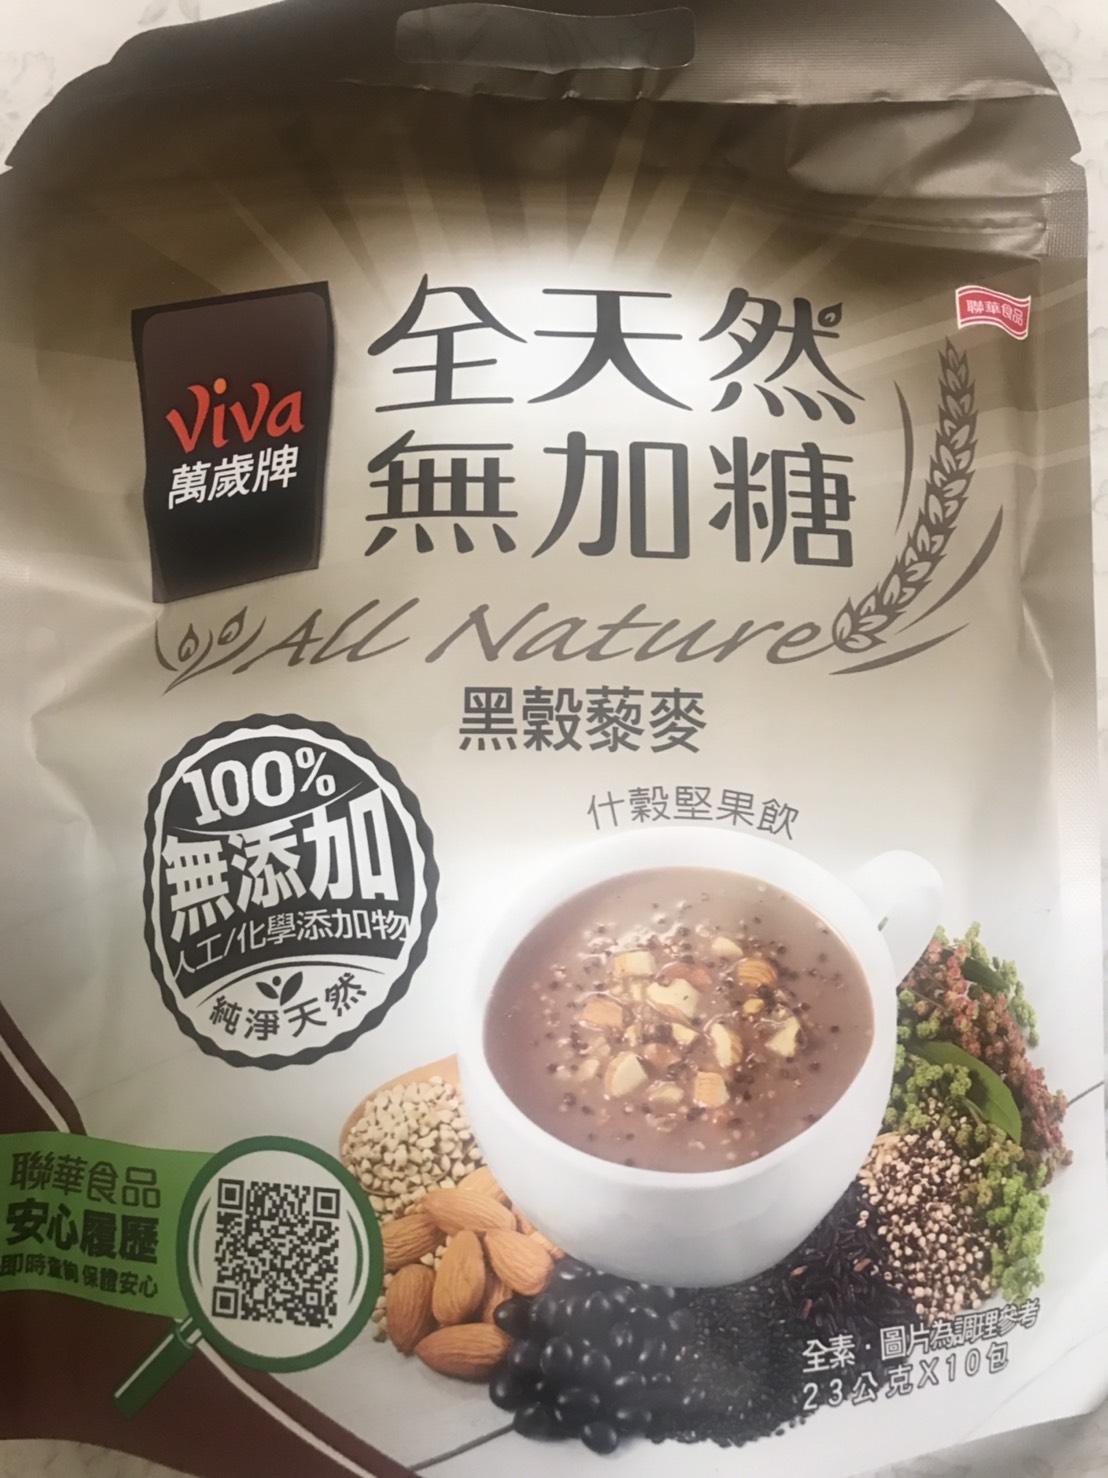 全天然
無加糖
聯華食品
viva
萬歲牌
All Nature
黑穀藜麥
什穀堅果飲
100%
無添加
人工/化學添加物
純淨天然
聯華食品
安心履歷
即時查詢 保證安心
全素．圖片為調理參考
23公克X10包